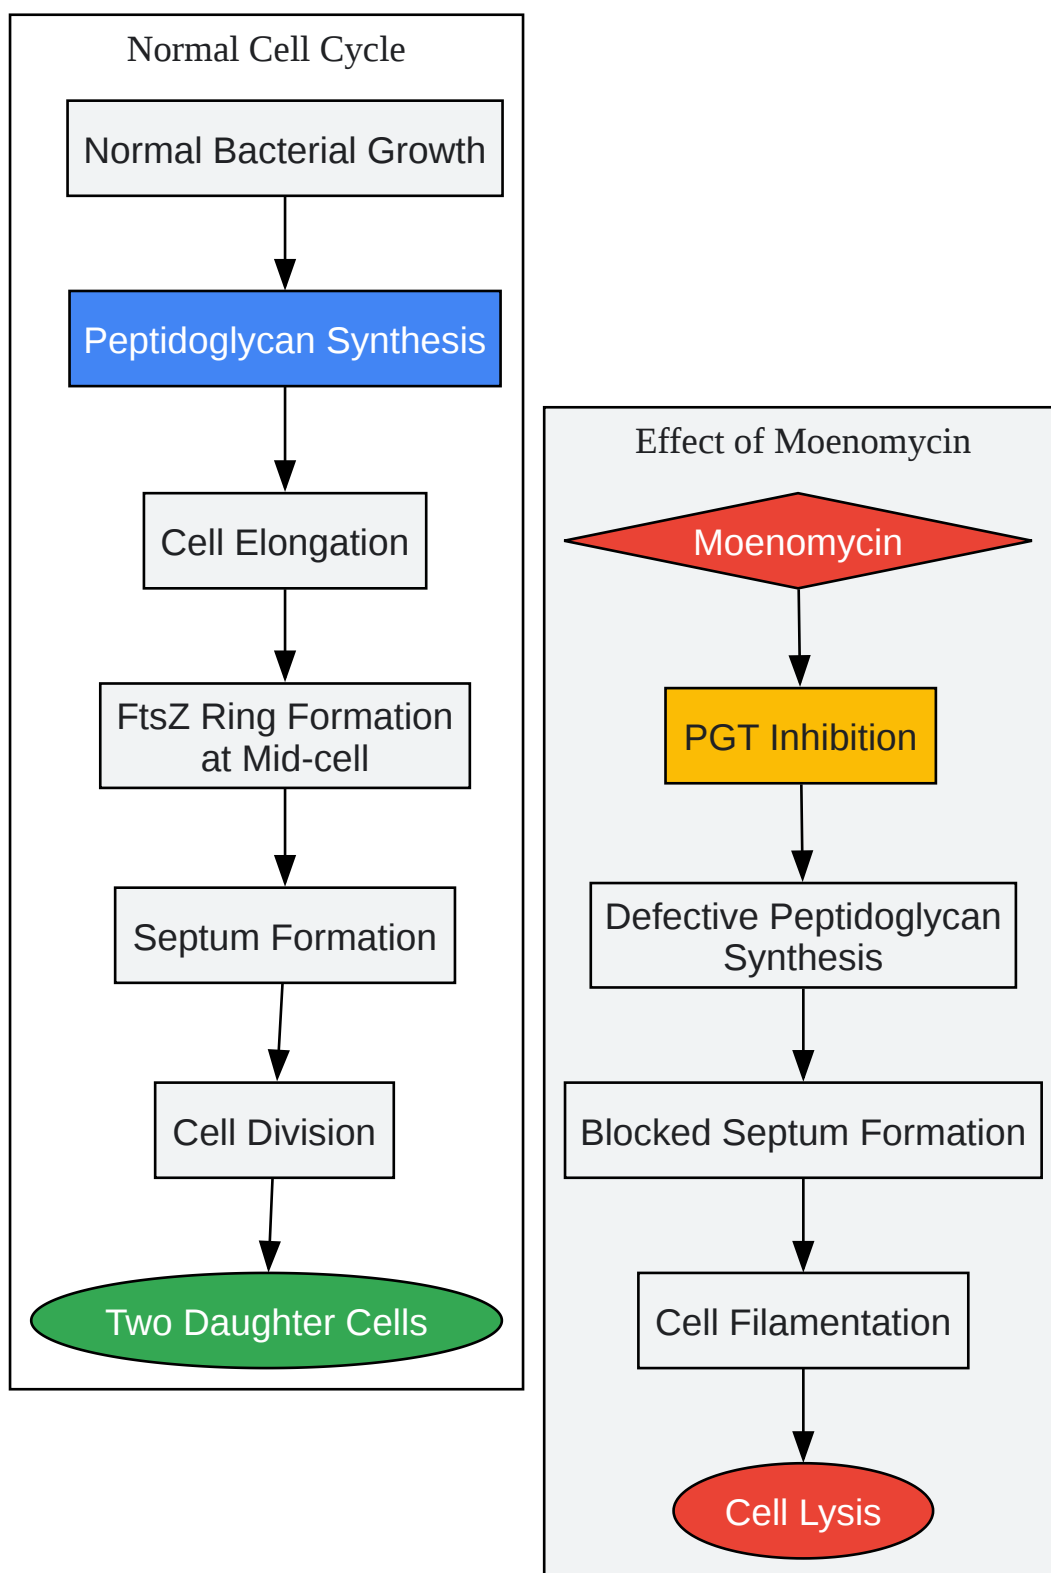 Normal Cell Cycle
Normal Bacterial Growth
Peptidoglycan Synthesis
Cell Elongation
FtsZ Ring Formation
at Mid-cell
Septum Formation
Cell Division
Two Daughter Cells
Effect of Moenomycin
Moenomycin
PGT Inhibition
Defective Peptidoglycan
Synthesis
Blocked Septum Formation
Cell Filamentation
Cell Lysis